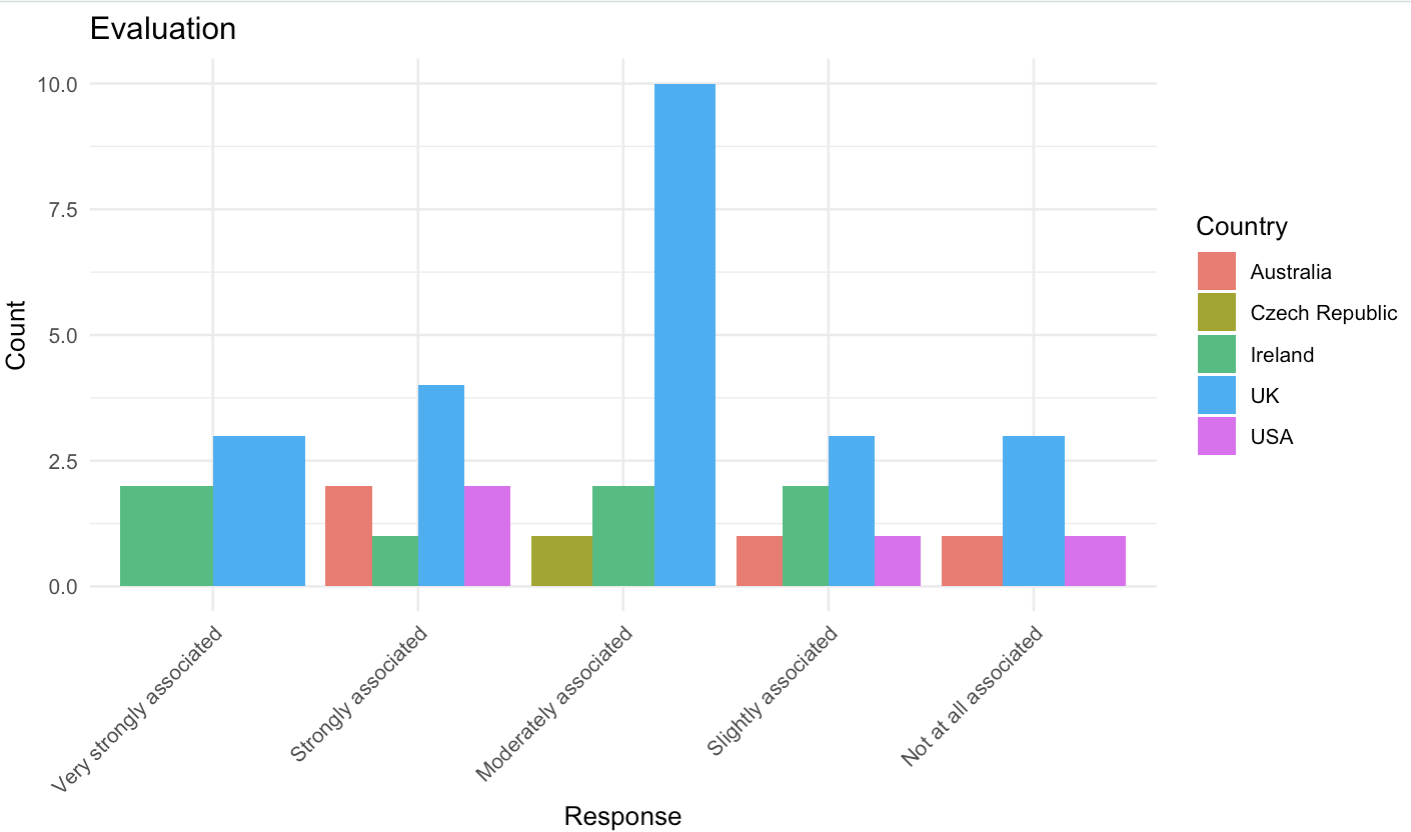 Evaluation
10.0
7.5
5.0
2.5
0.0
Count
Very strongly associated
Strongly associated
Moderately associated
Slightly associated
Not at all associated
Response
Country
Australia
Czech Republic
Ireland
UK
USA